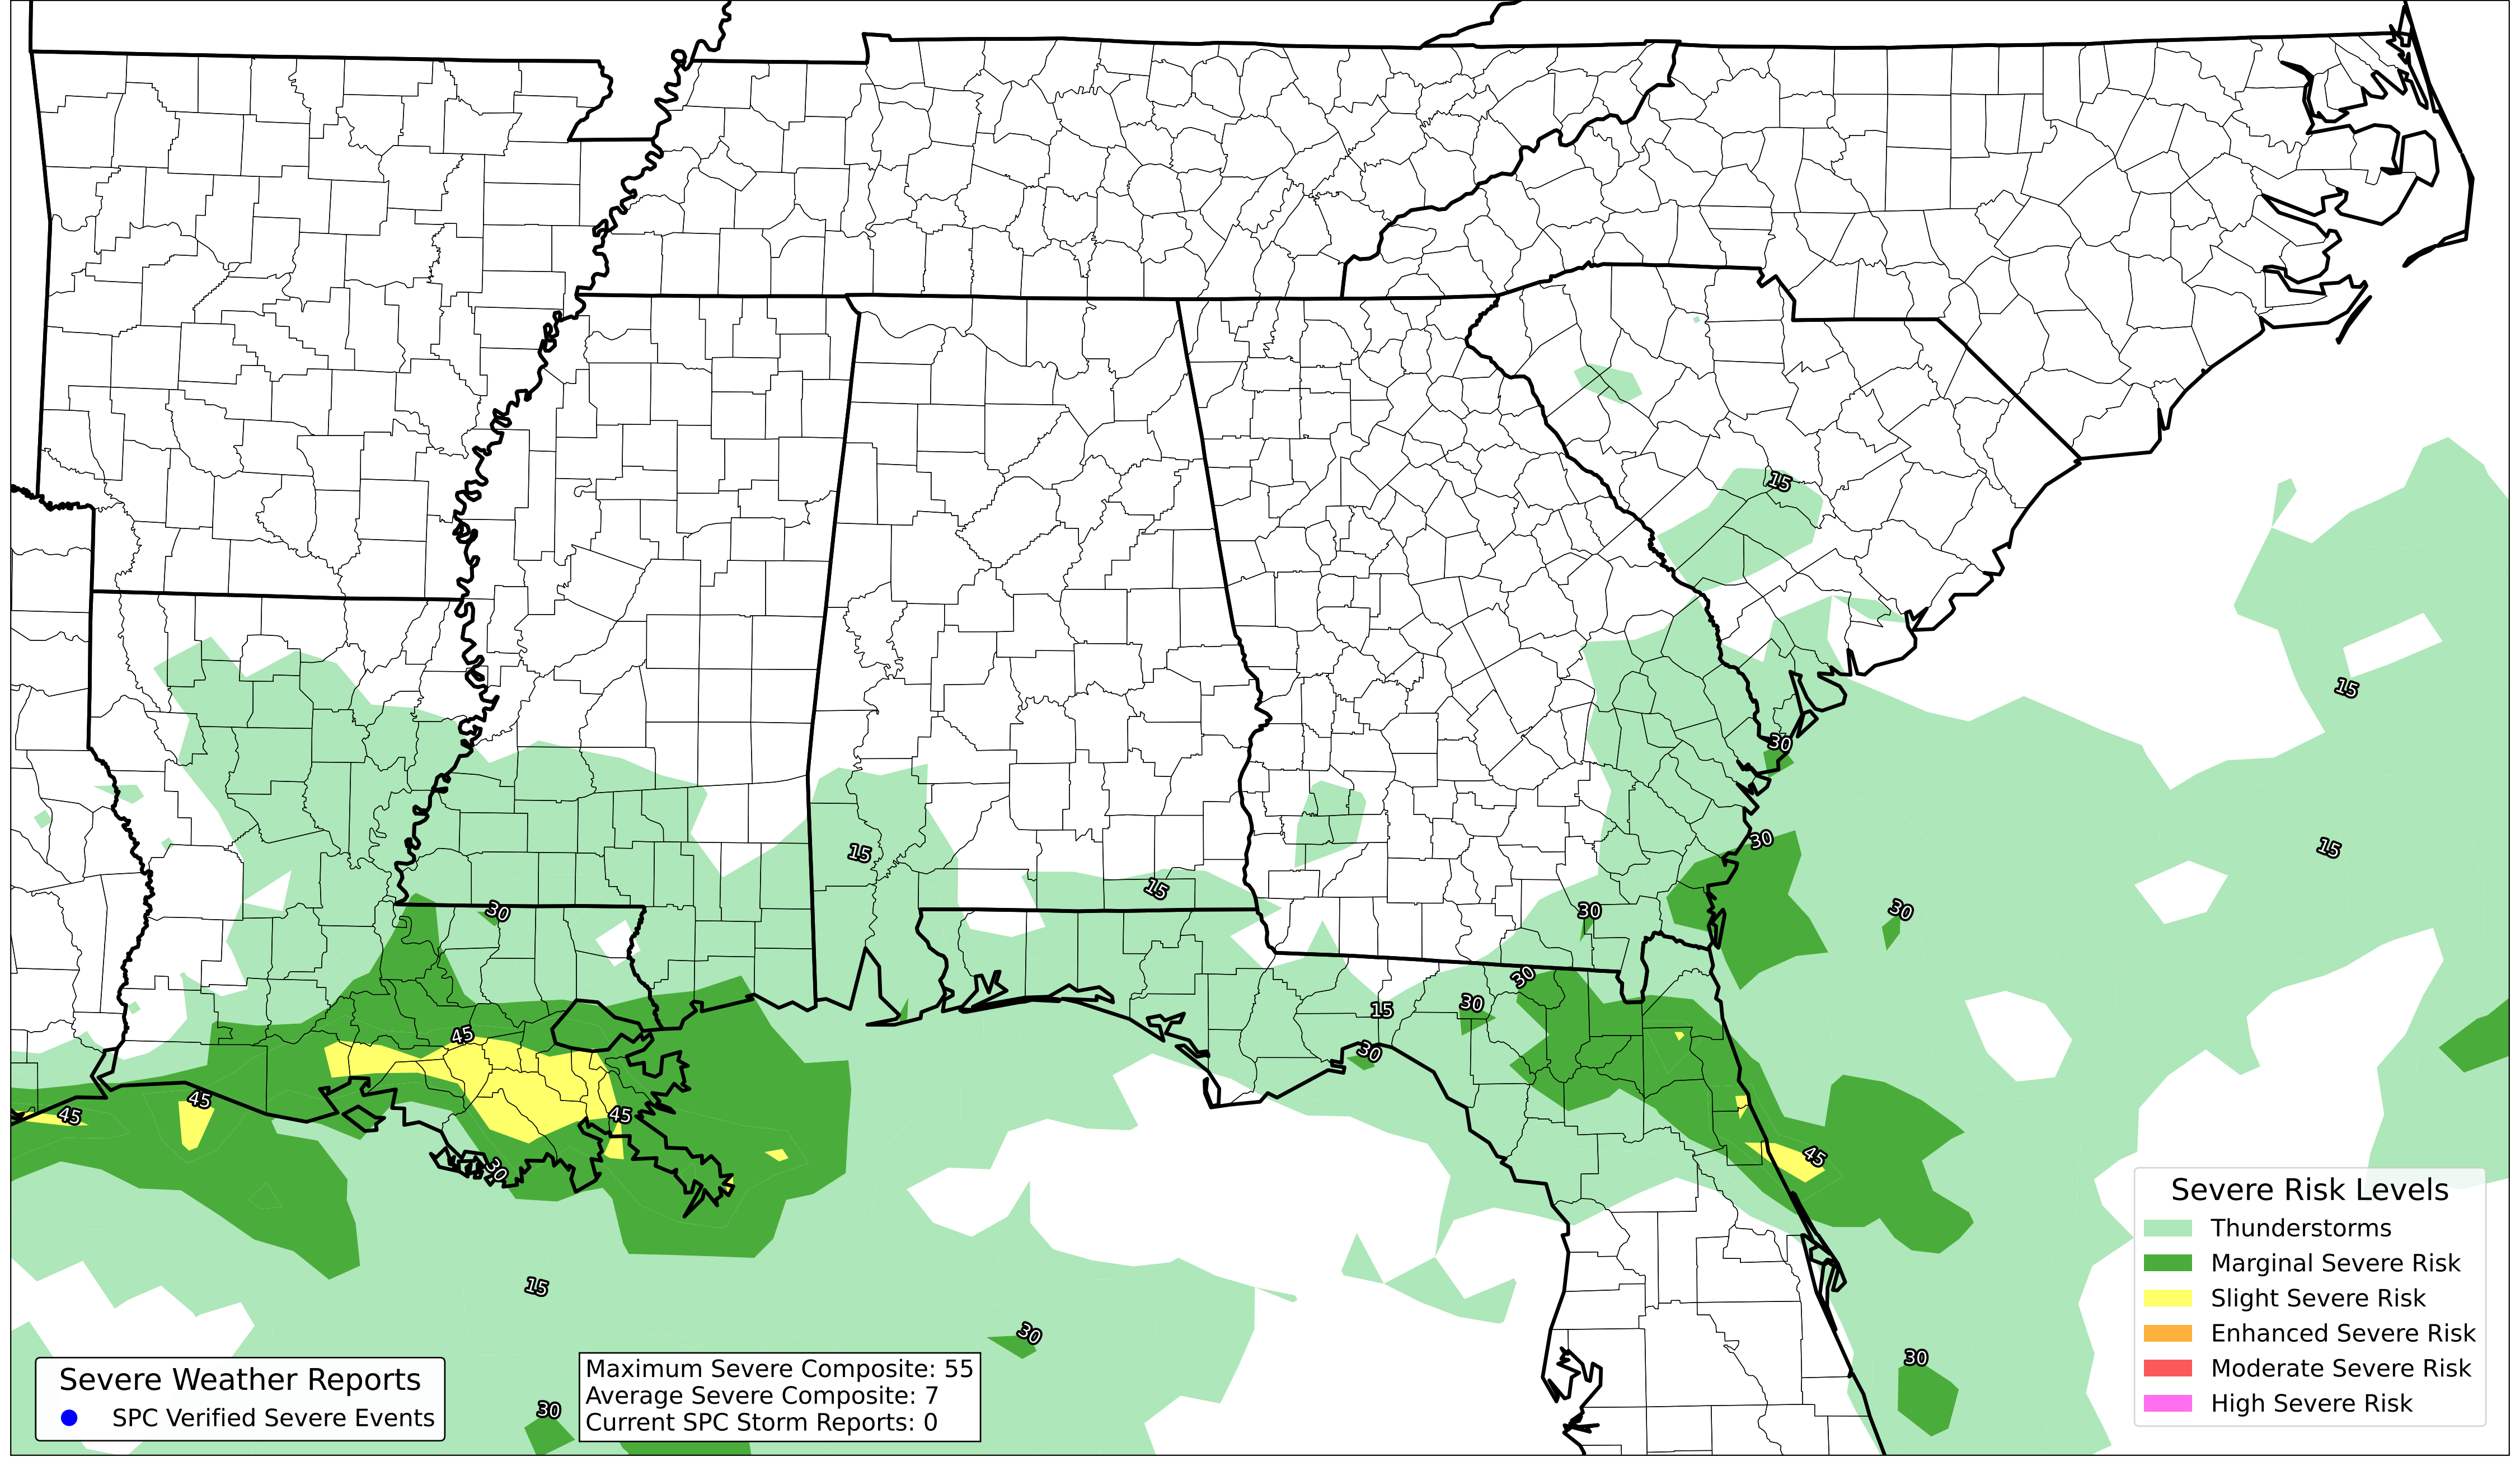 15
15
30
30
15
15
15
30
30
30
30
15
30
45
30
45
45
45
45
30
15
30
30
30
Severe Risk Levels
Thunderstorms
Marginal Severe Risk
Slight Severe Risk
Enhanced Severe Risk
Moderate Severe Risk
High Severe Risk
Severe Weather Reports
SPC Verified Severe Events
Maximum Severe Composite: 55
Average Severe Composite: 7
Current SPC Storm Reports: 0